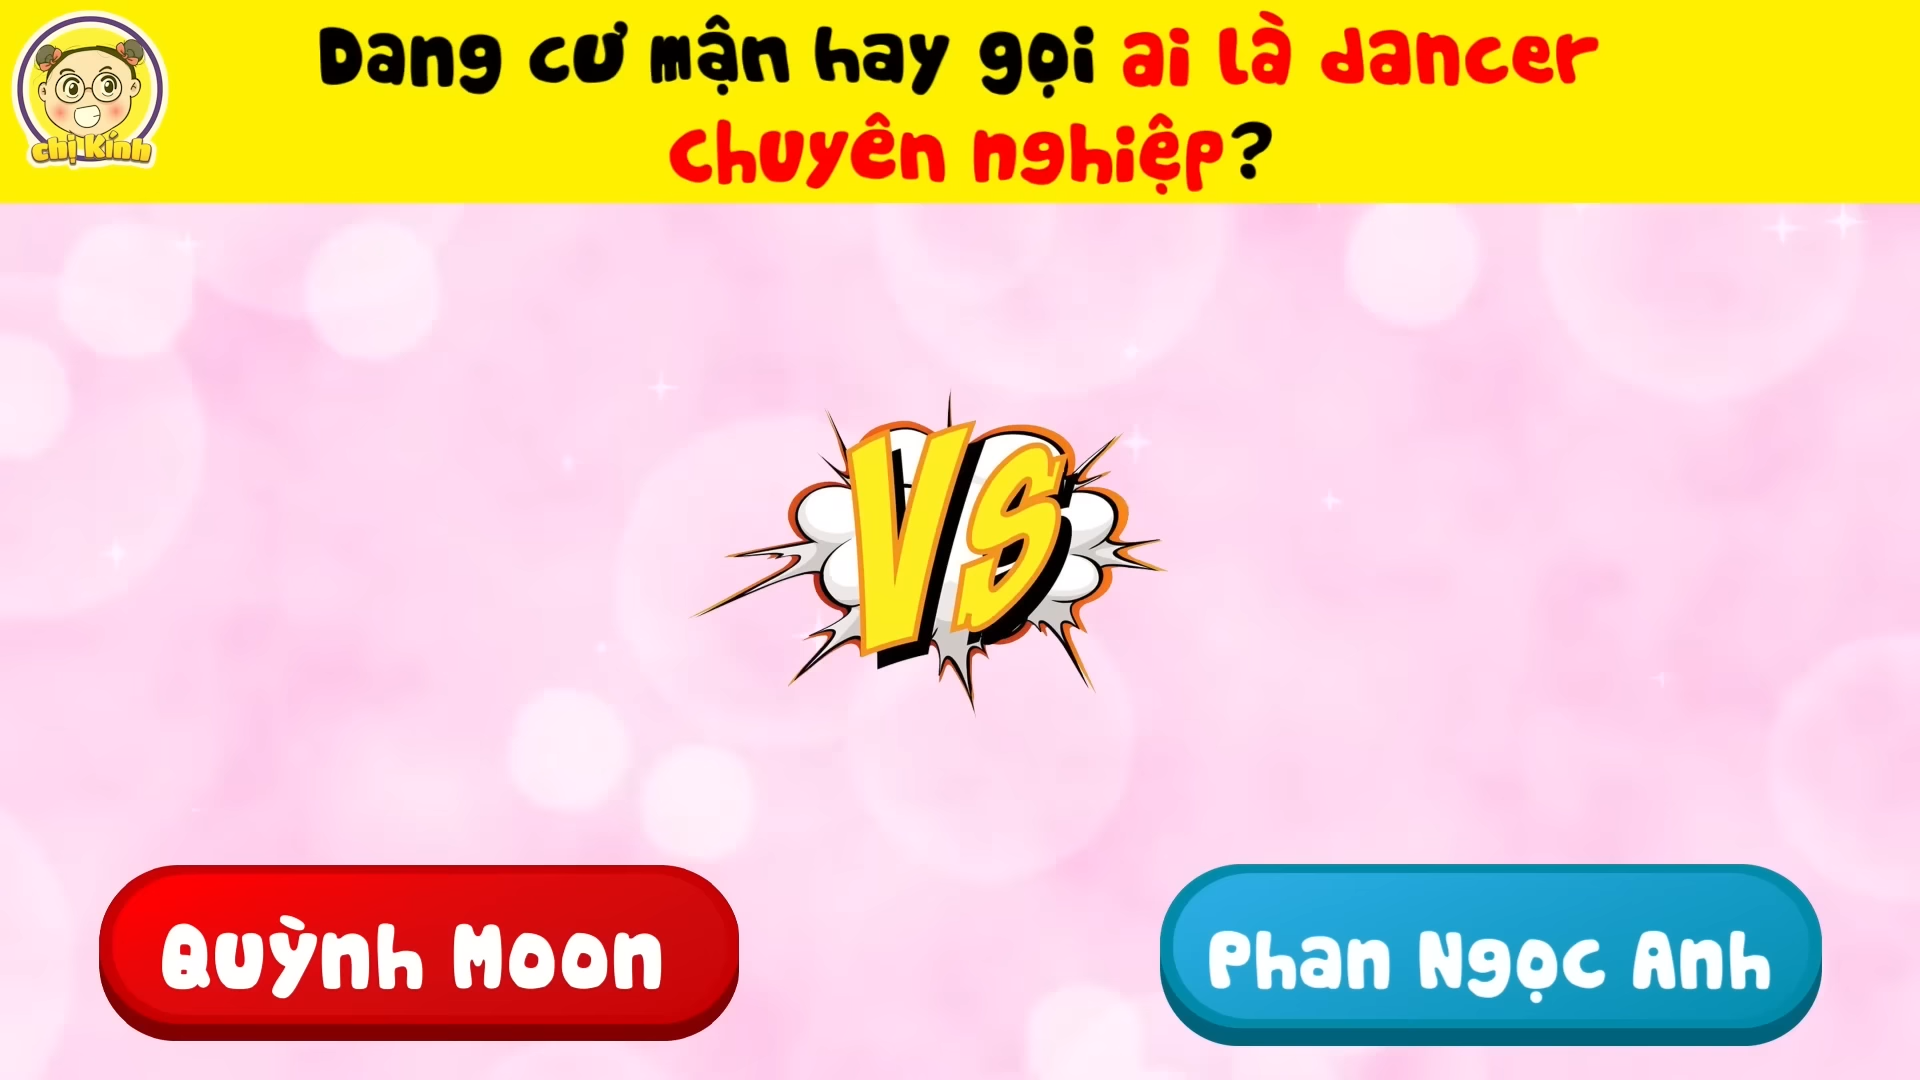 Dang cư mận hay gọi ai là dancer
chuyên nghiệp?
chị Kính
VS
Quỳnh Moon
Phan Ngọc Anh